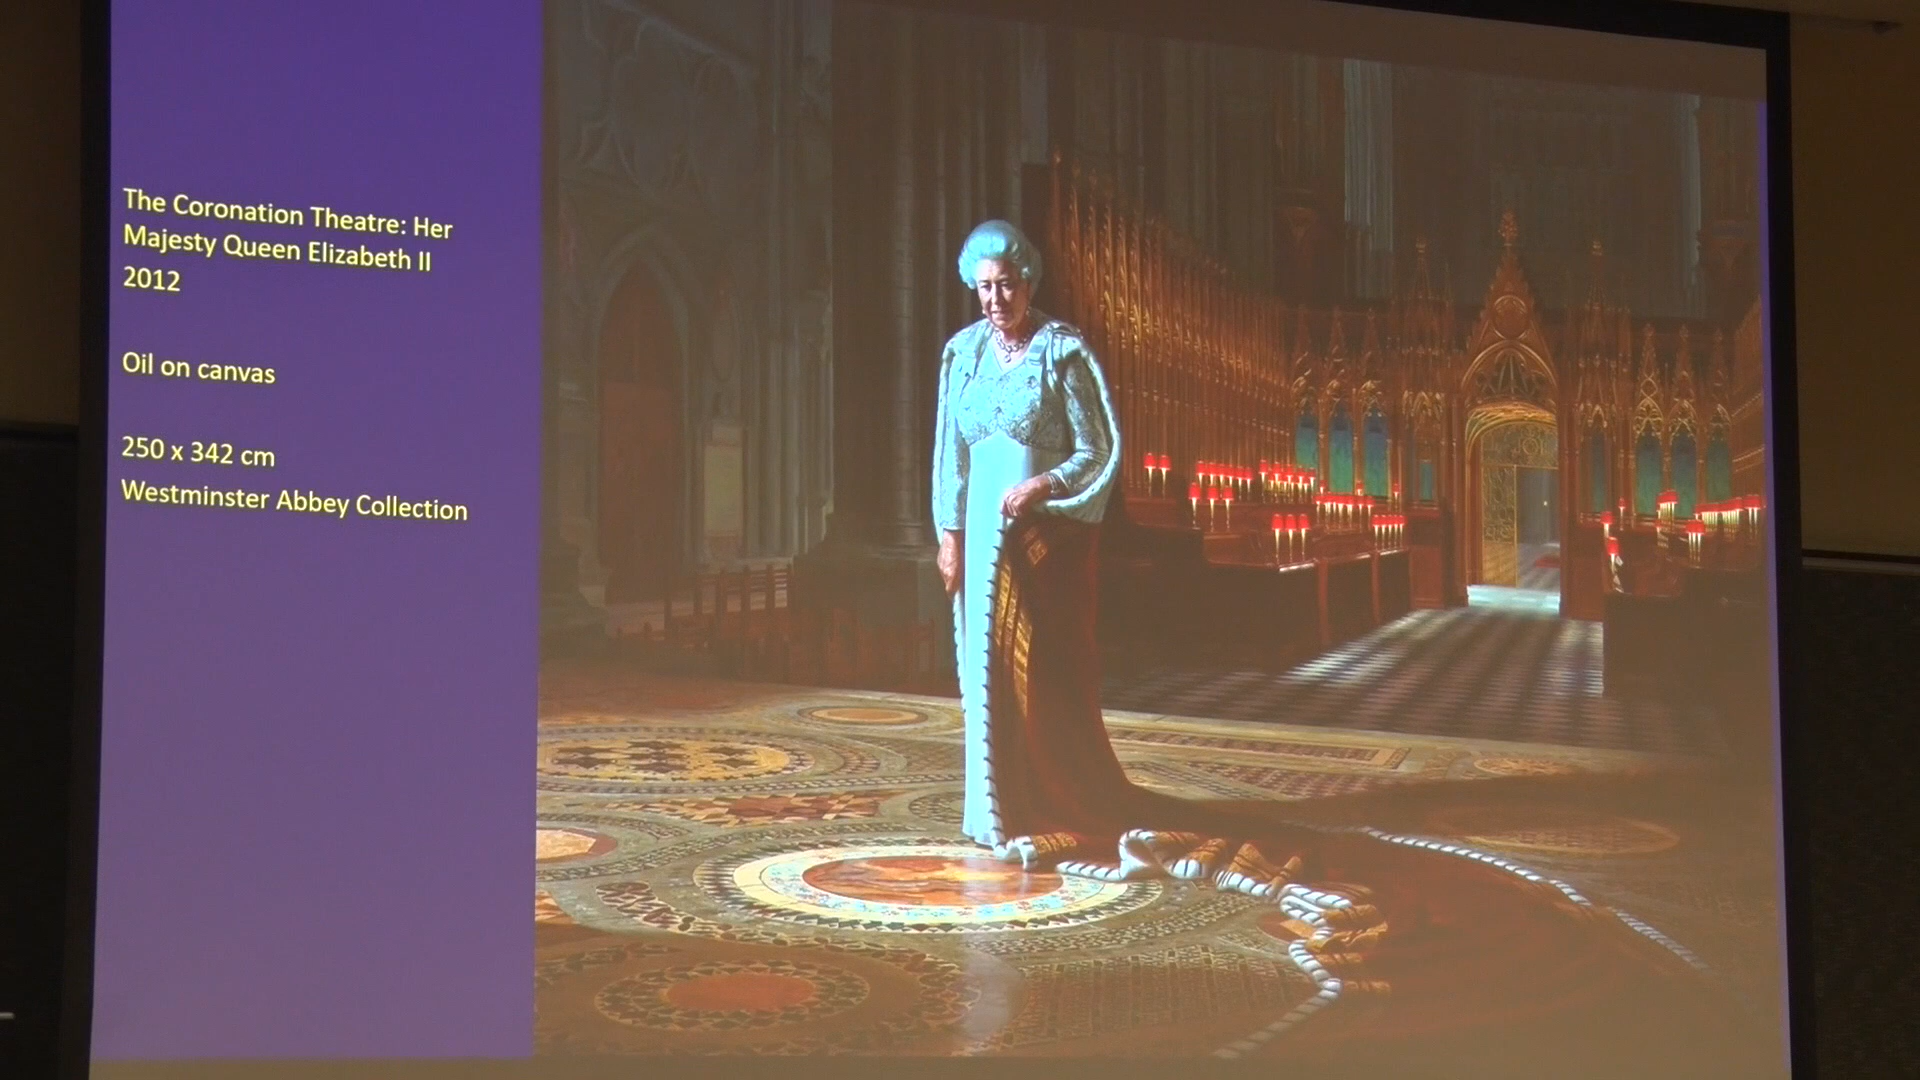 The Coronation Theatre: Her
Majesty Queen Elizabeth II
2012
Oil on canvas
250 x 342 cm
Westminster Abbey Collection